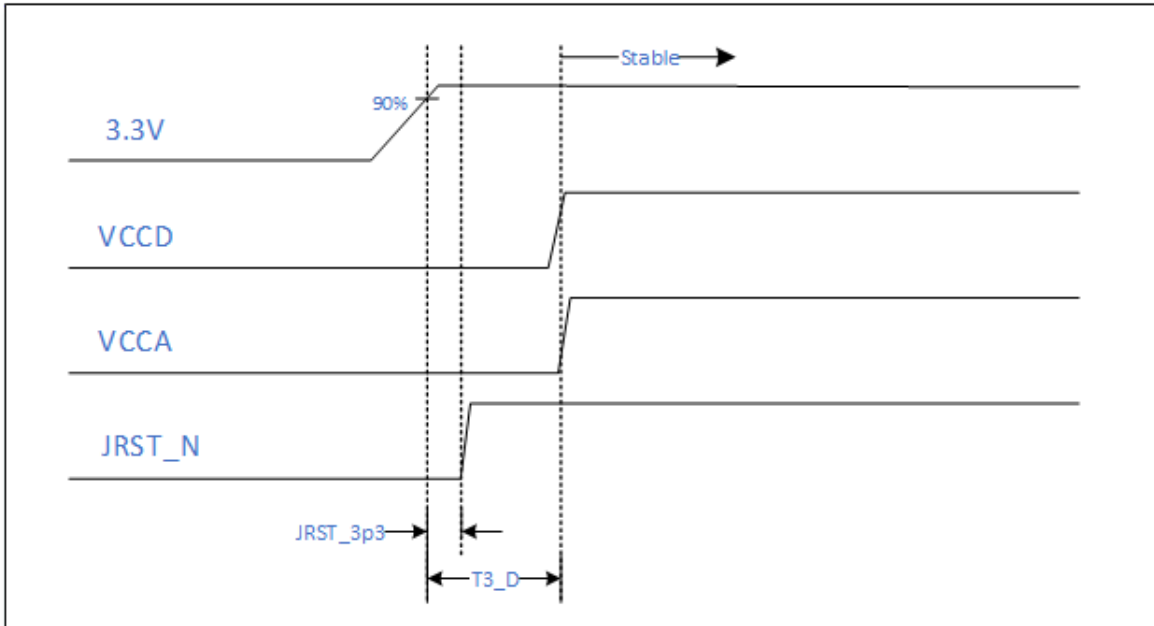 Stable
90%
3.3V
VCCD
VCCA
JRST_N
JRST_3p3
T3_D